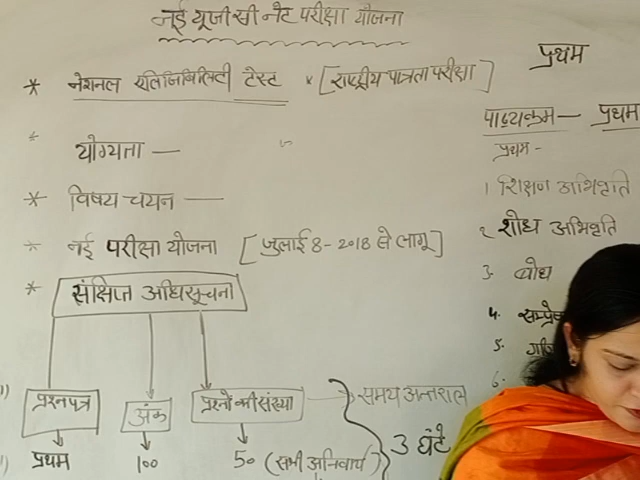 नई यू.जी.सी नेट परीक्षा योजना
* नेशनल एलिजिबिलिटी टेस्ट * [राष्ट्रीय पात्रता परीक्षा]
* योग्यता —
* विषय चयन —
* नई परीक्षा योजना [जुलाई 8-2018 से लागू]
* संक्षिप्त अधिसूचना
1) प्रश्नपत्र अंक प्रश्नों की संख्या समय अन्तराल
1) प्रथम 100 50 (सभी अनिवार्य) 3 घंटे
प्रथम
पाठ्यक्रम — प्रथम
प्रथम -
1 शिक्षण अभिवृति
2 शोध अभिवृति
3. बोध
4.
5.
6.